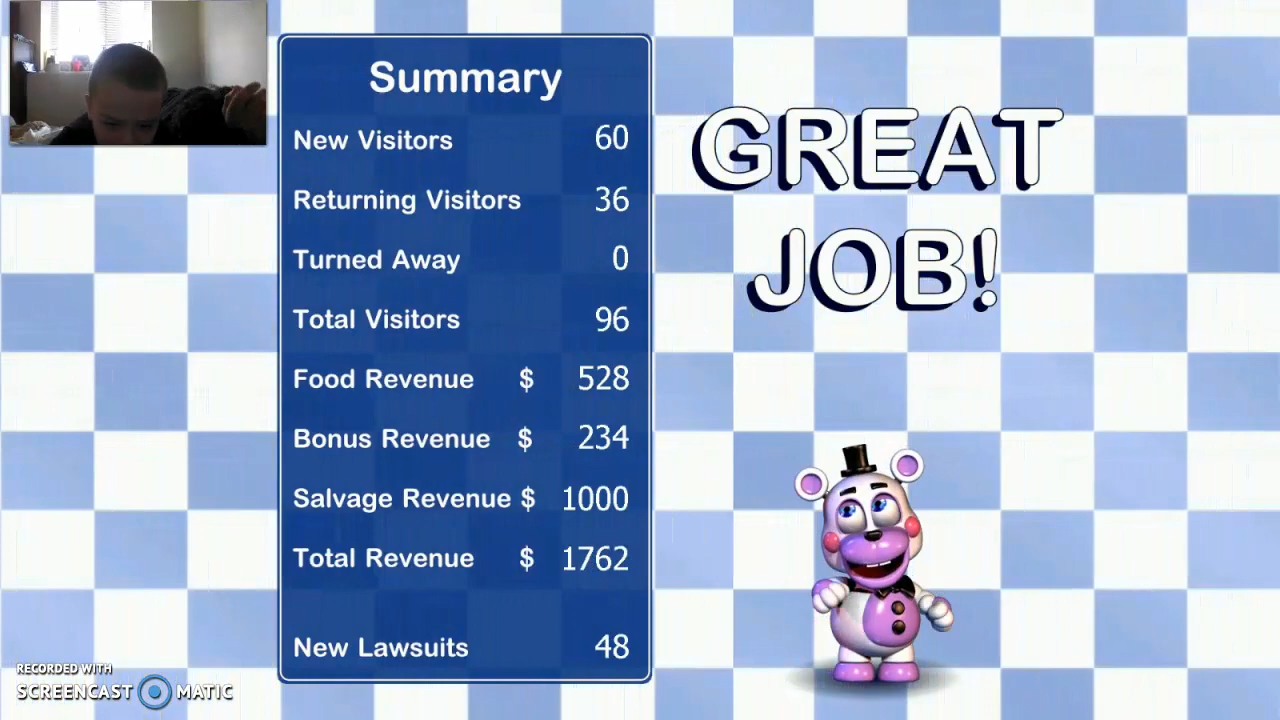 Summary
New Visitors 60
Returning Visitors 36
Turned Away 0
Total Visitors 96
Food Revenue $ 528
Bonus Revenue $ 234
Salvage Revenue $ 1000
Total Revenue $ 1762
New Lawsuits 48
GREAT
JOB!
RECORDED WITH
SCREENCAST MATIC